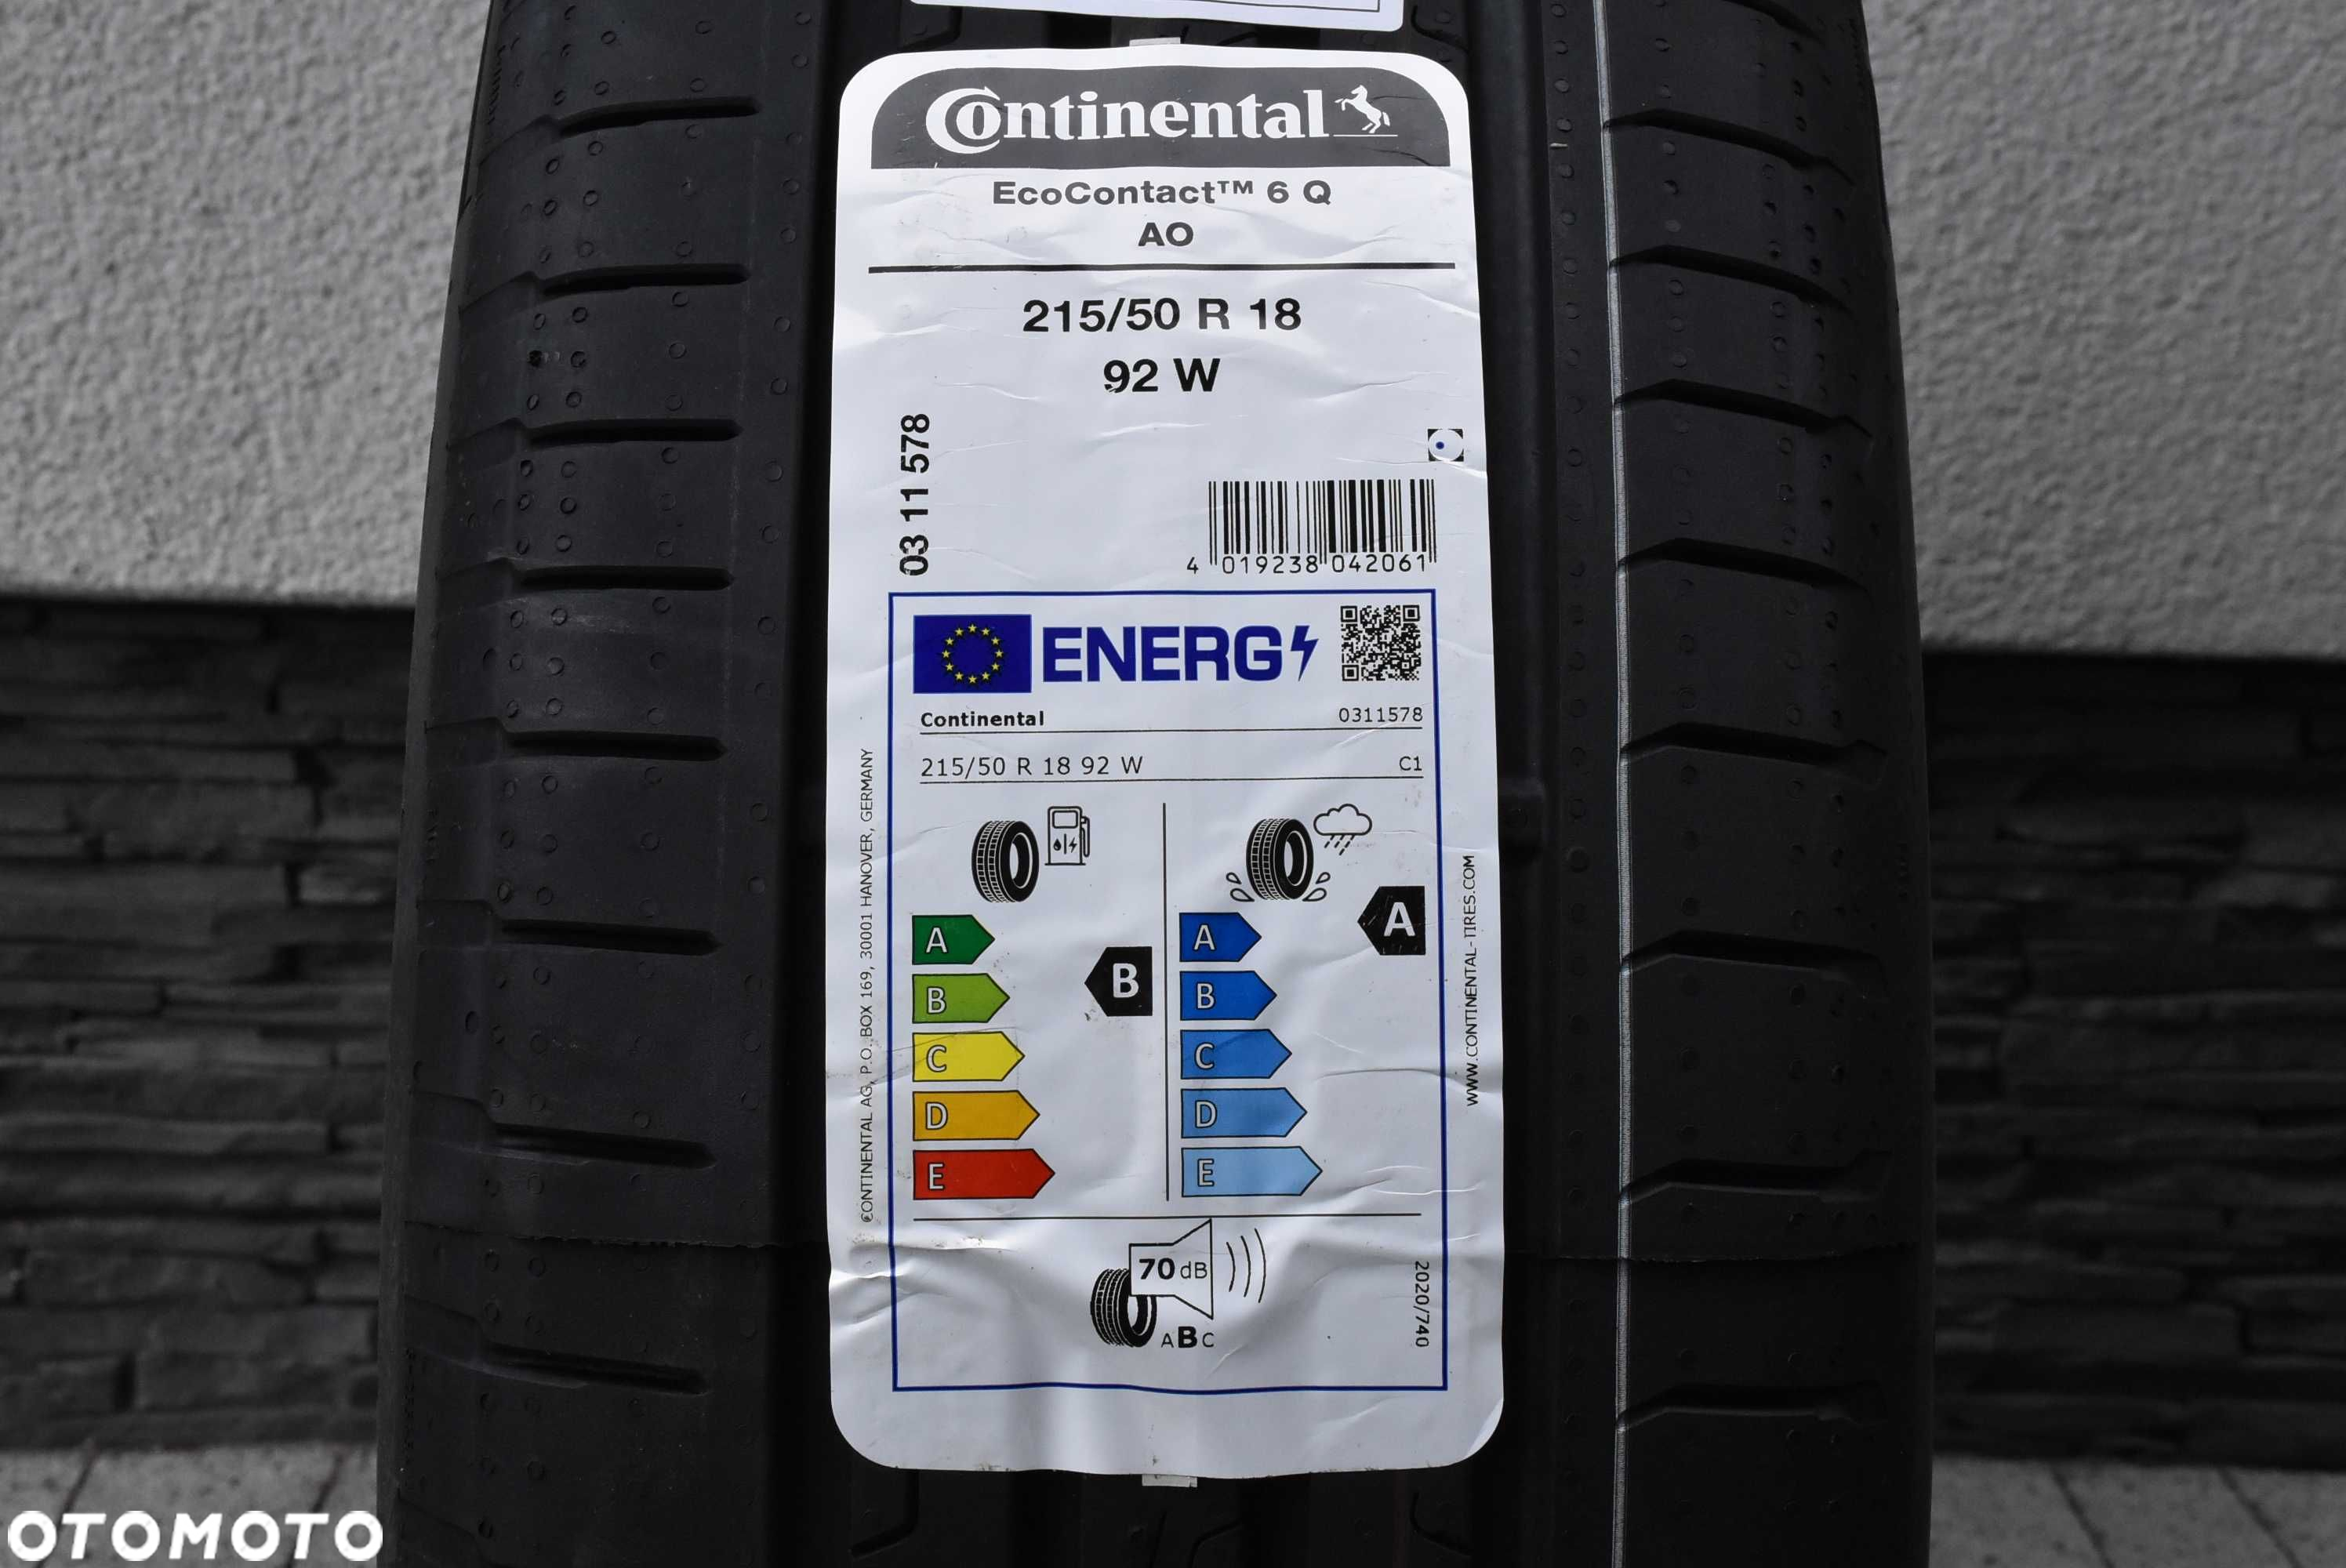 Continental
EcoContact™ 6 Q
AO
215/50 R 18
92 W
03 11 578
4 019238 042061
ENERG
Continental 0311578
215/50 R 18 92 W C1
A
B
C
D
E
B
A
B
C
D
E
A
70 dB
ABC
2020/740
CONTINENTAL AG, P.O. BOX 169, 30001 HANOVER, GERMANY
WWW.CONTINENTAL-TIRES.COM
OTOMOTO